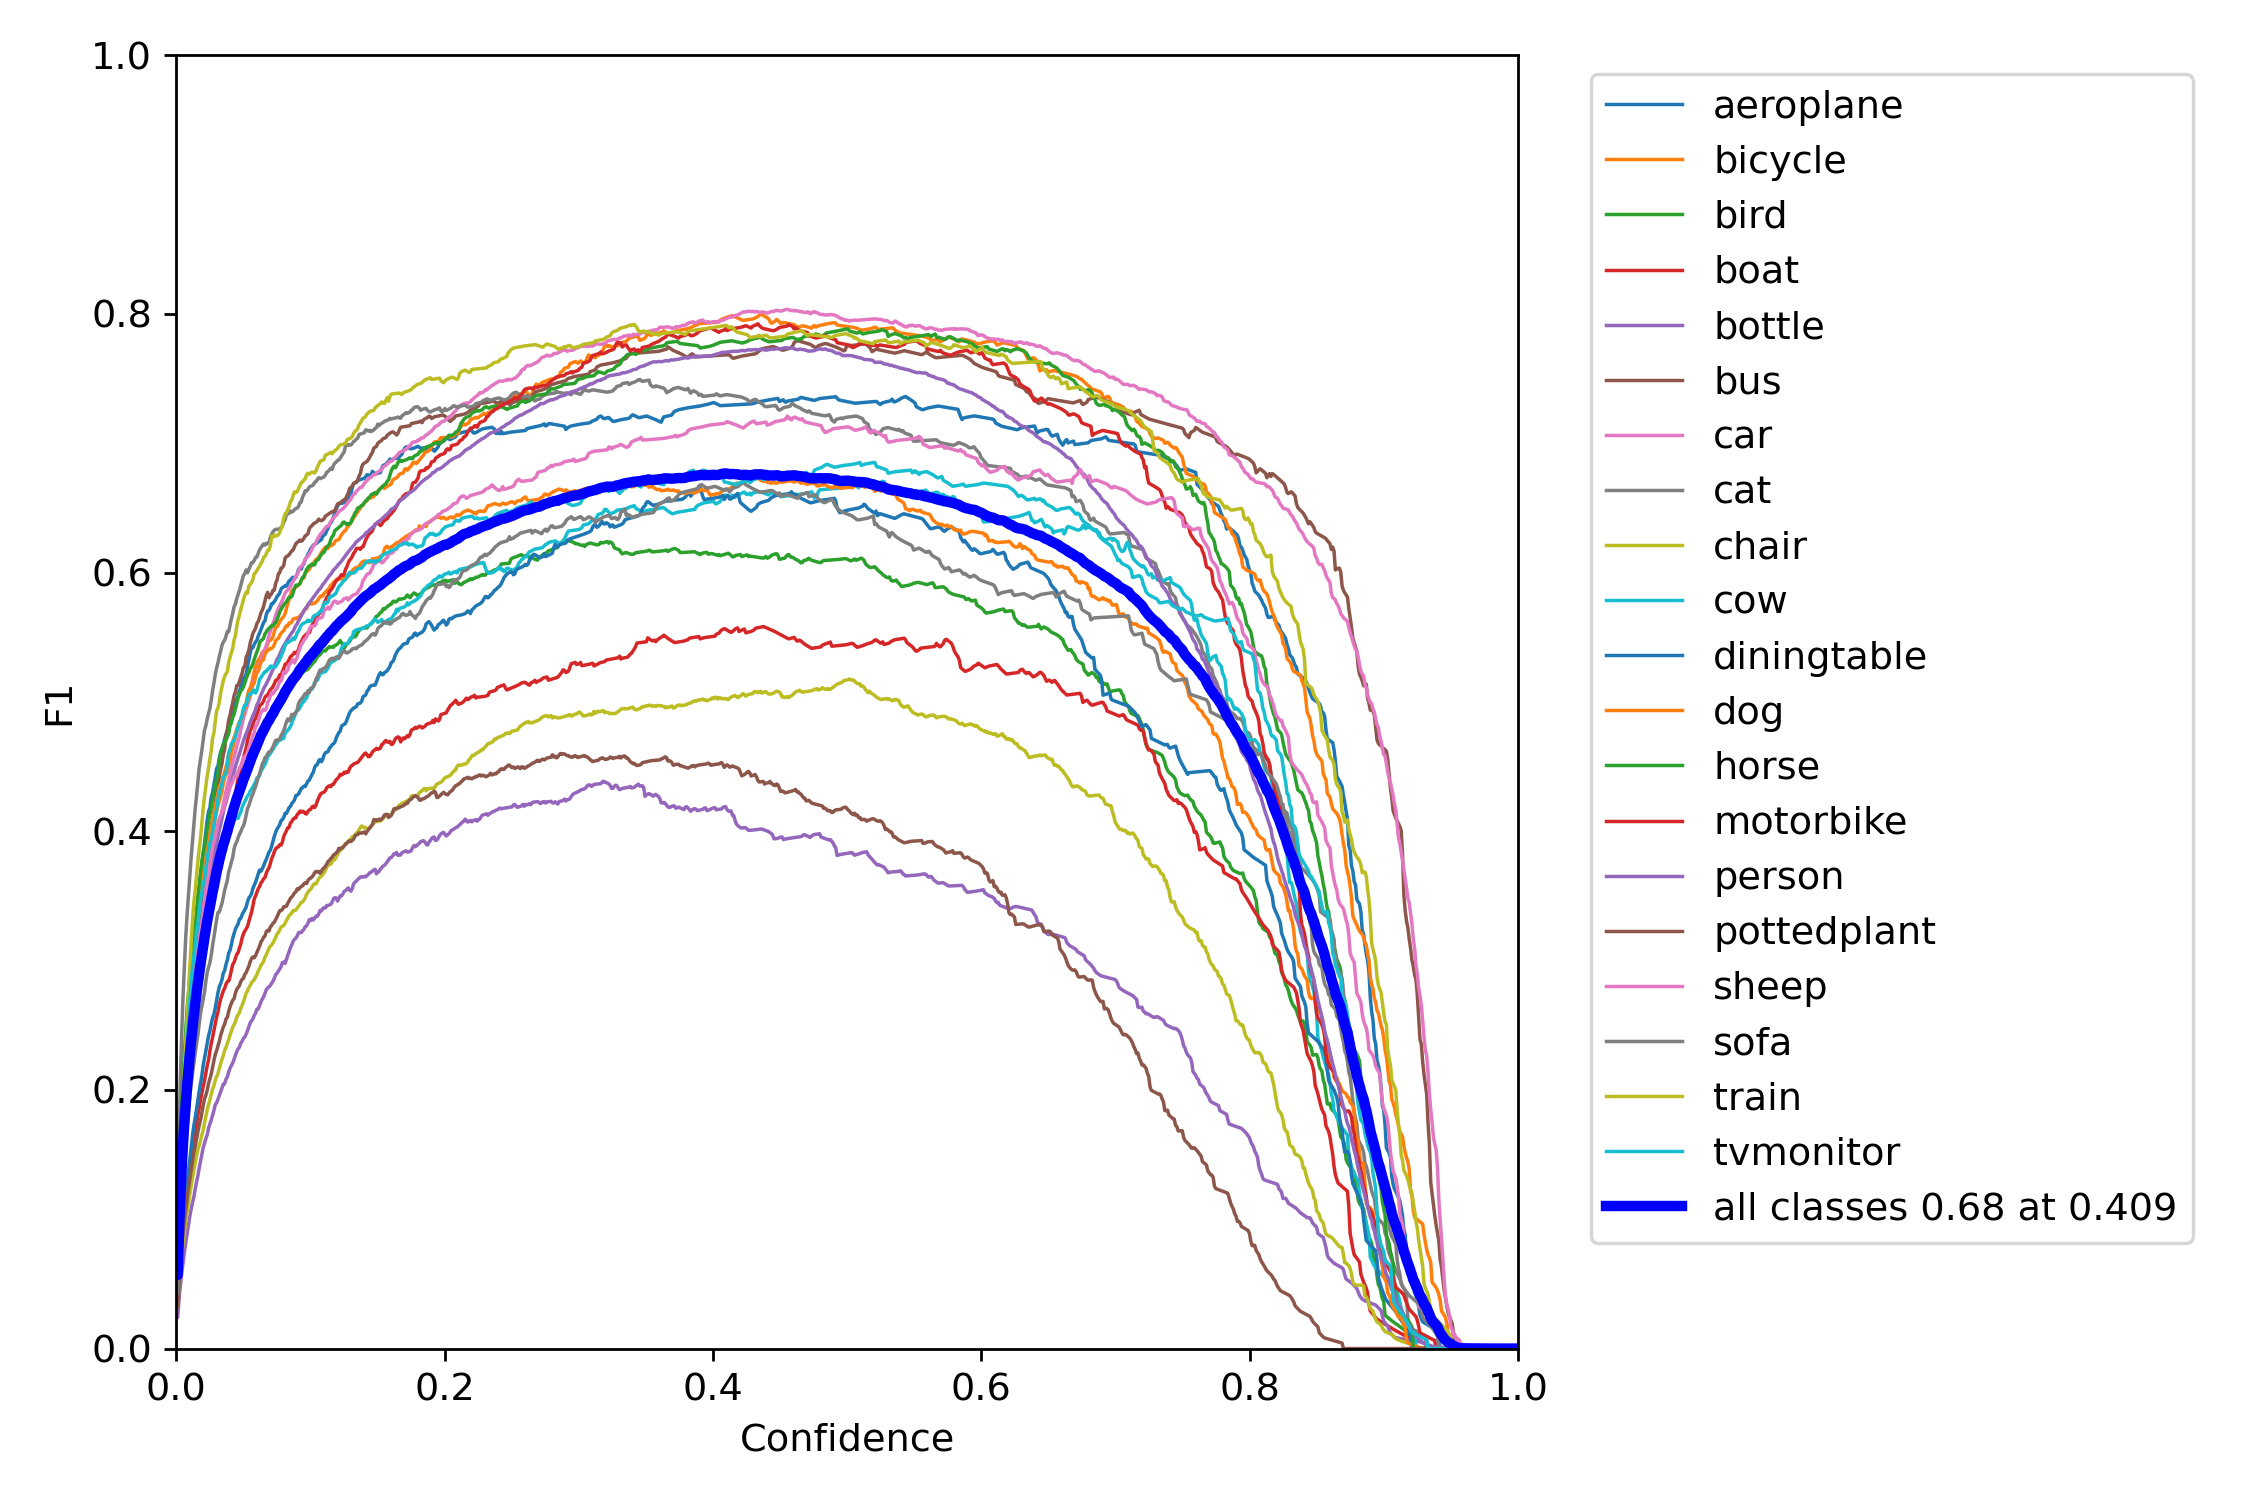 1.0
0.8
0.6
0.4
0.2
0.0
F1
0.0 0.2 0.4 0.6 0.8 1.0
Confidence
aeroplane
bicycle
bird
boat
bottle
bus
car
cat
chair
cow
diningtable
dog
horse
motorbike
person
pottedplant
sheep
sofa
train
tvmonitor
all classes 0.68 at 0.409